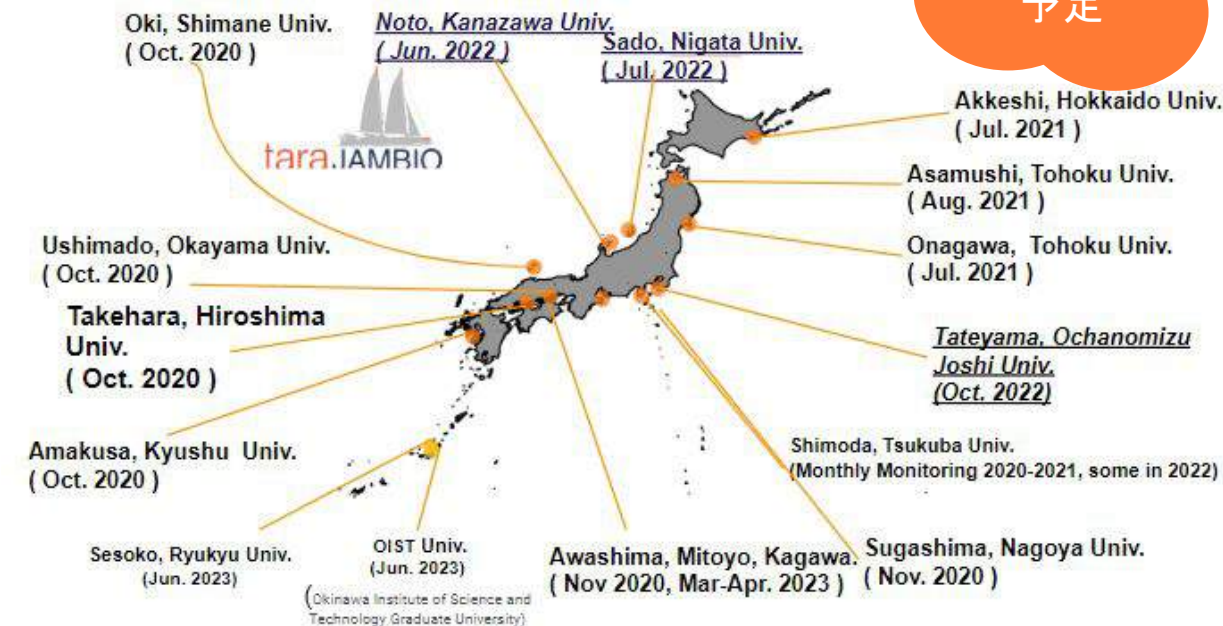 予定
Oki, Shimane Univ.
( Oct. 2020 )
Noto, Kanazawa Univ.
( Jun. 2022 )
Sado, Nigata Univ.
( Jul. 2022 )
tara.JAMBIO
Akkeshi, Hokkaido Univ.
( Jul. 2021 )
Asamushi, Tohoku Univ.
( Aug. 2021 )
Ushimado, Okayama Univ.
( Oct. 2020 )
Onagawa, Tohoku Univ.
( Jul. 2021 )
Takehara, Hiroshima
Univ.
( Oct. 2020 )
Tateyama, Ochanomizu
Joshi Univ.
(Oct. 2022)
Amakusa, Kyushu Univ.
( Oct. 2020 )
Shimoda, Tsukuba Univ.
(Monthly Monitoring 2020-2021, some in 2022)
Sesoko, Ryukyu Univ.
(Jun. 2023)
OIST Univ.
(Jun. 2023)
(Okinawa Institute of Science and
Technology Graduate University)
Awashima, Mitoyo, Kagawa.
( Nov 2020, Mar-Apr. 2023 )
Sugashima, Nagoya Univ.
( Nov. 2020 )